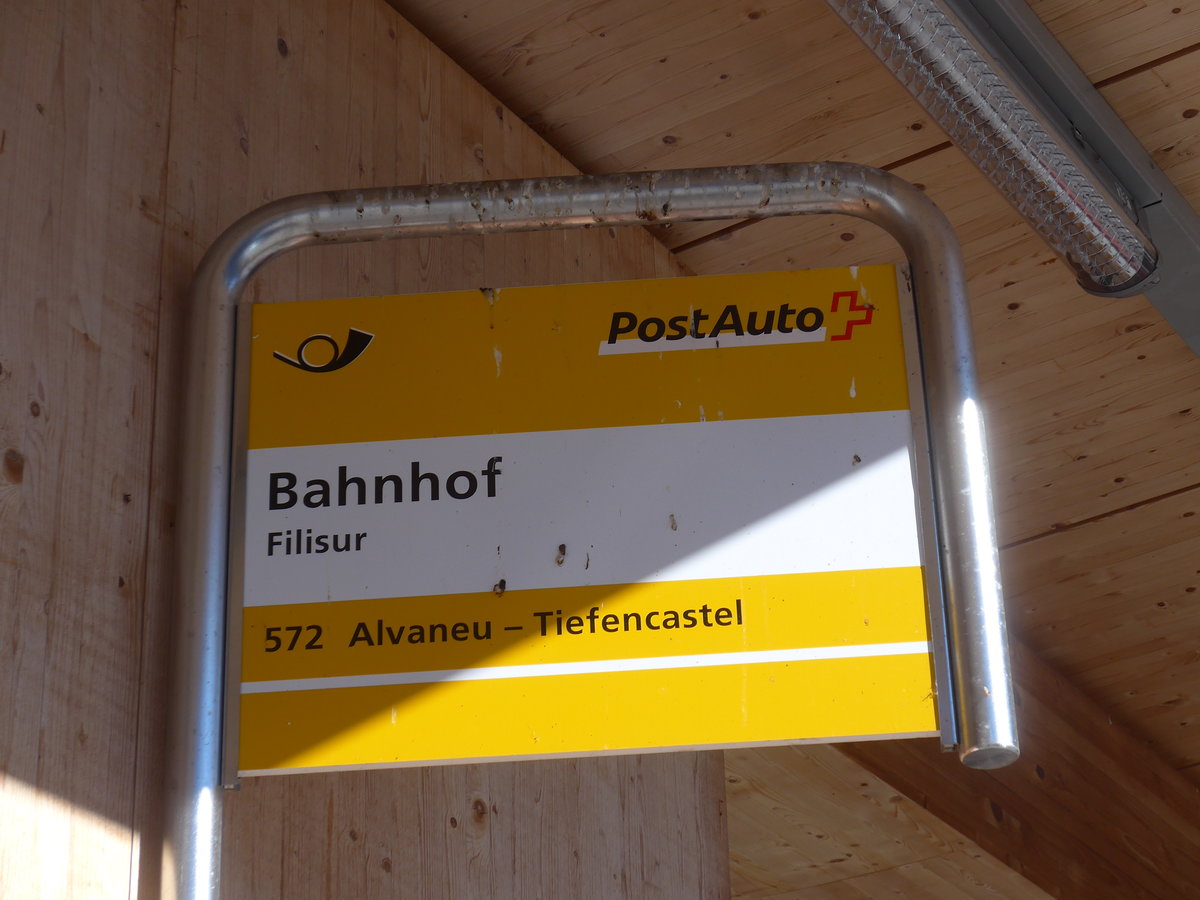 PostAuto
Bahnhof
Filisur
572 Alvaneu – Tiefencastel